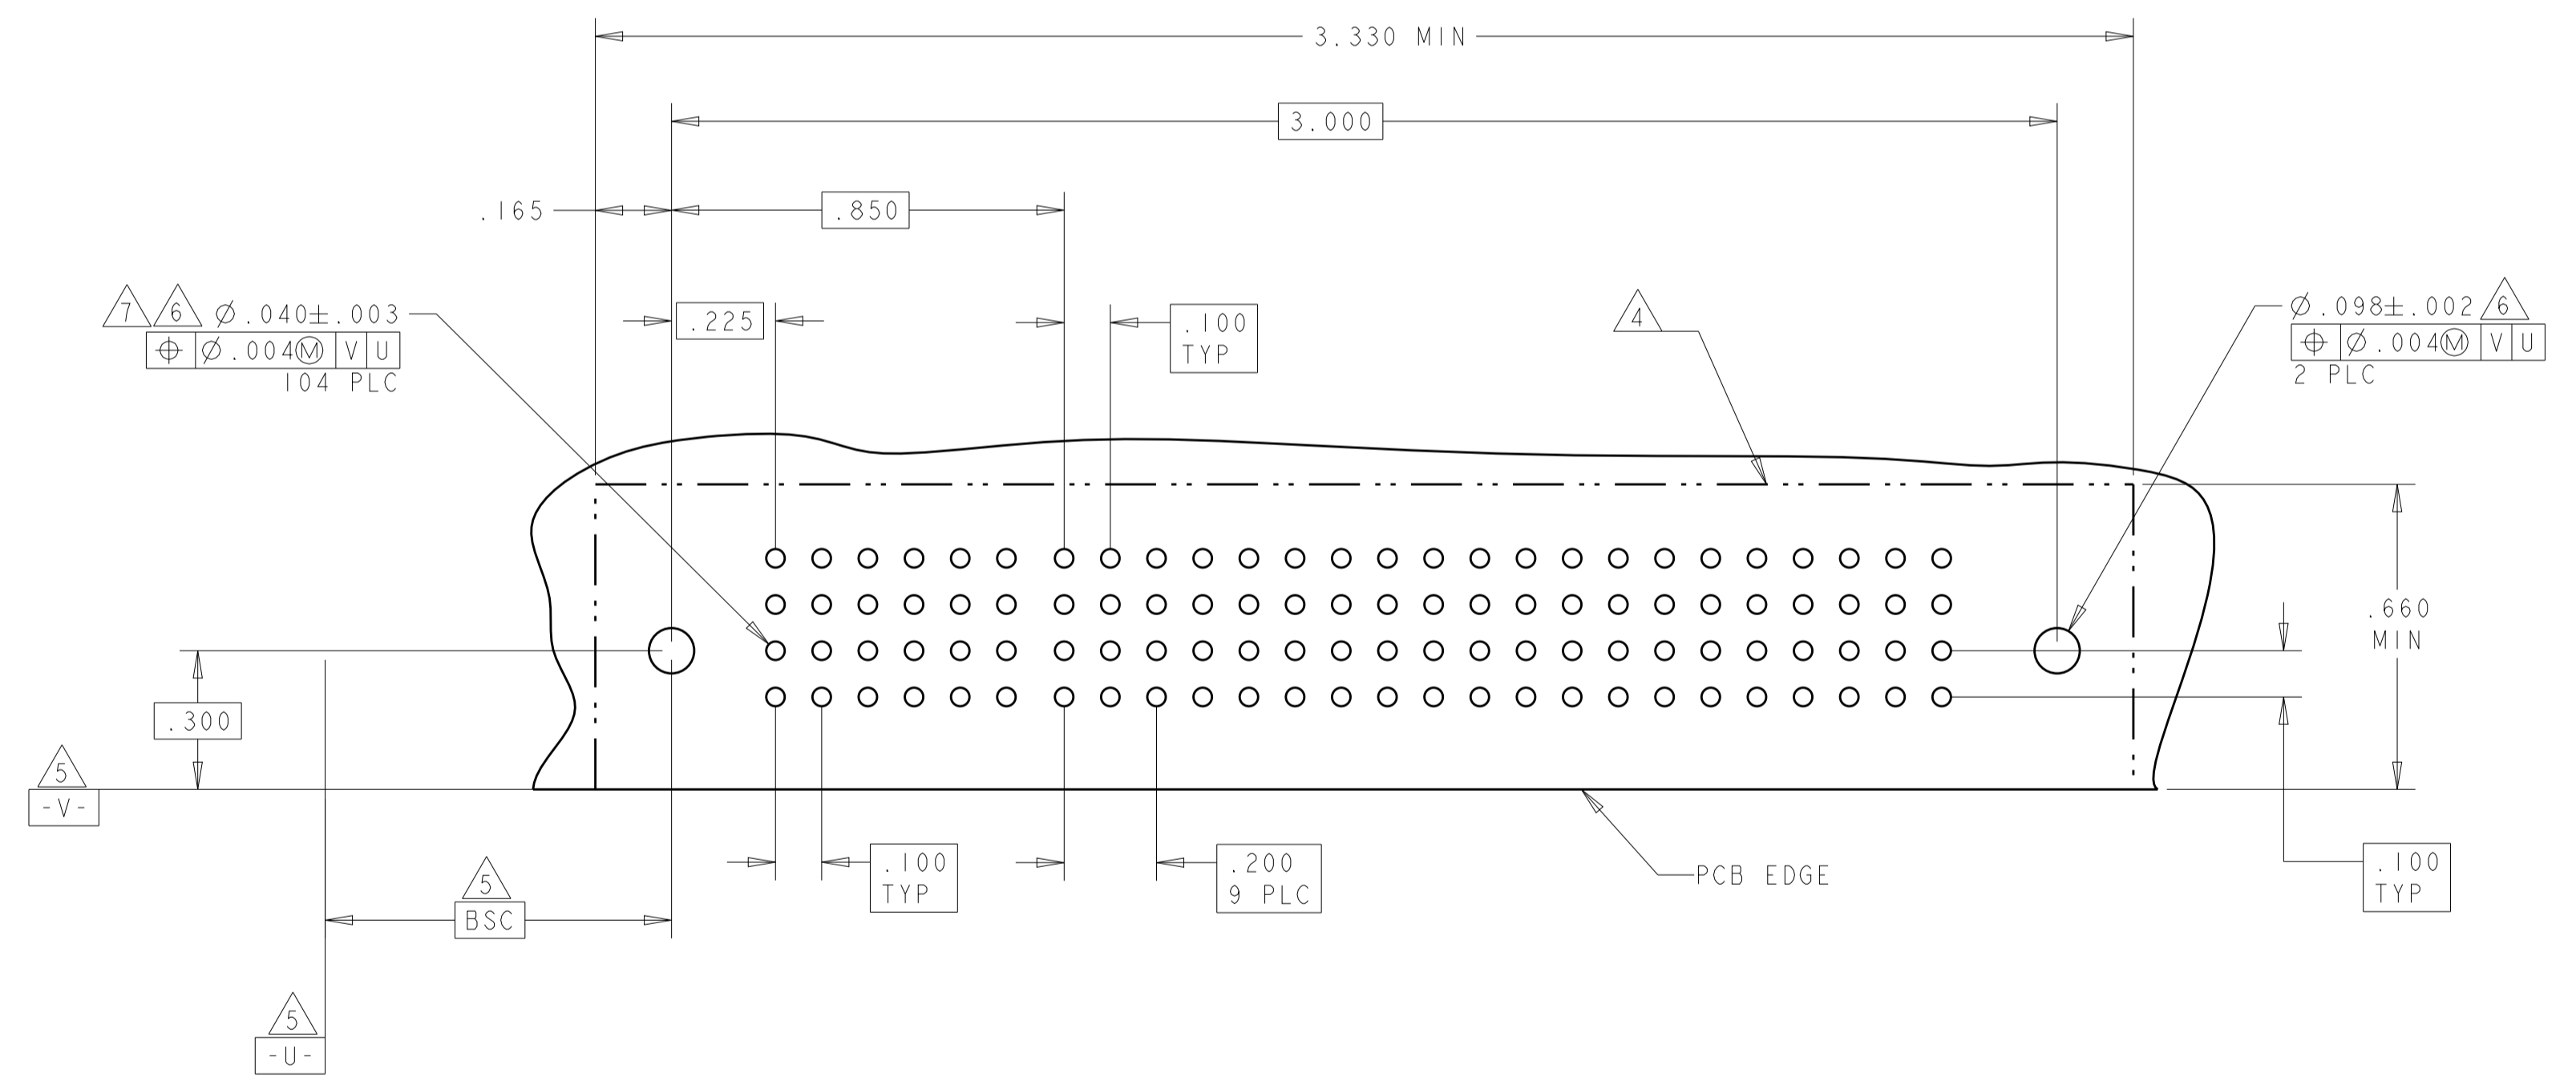 3.330 MIN
3.000
.165
.850
7 6 Ø.040±.003
⌖ Ø.004Ⓜ V U
104 PLC
.225
.100
TYP
4
Ø.098±.002 6
⌖ Ø.004Ⓜ V U
2 PLC
.660
MIN
.300
5
-V-
.100
TYP
.200
9 PLC
PCB EDGE
.100
TYP
5
BSC
5
-U-